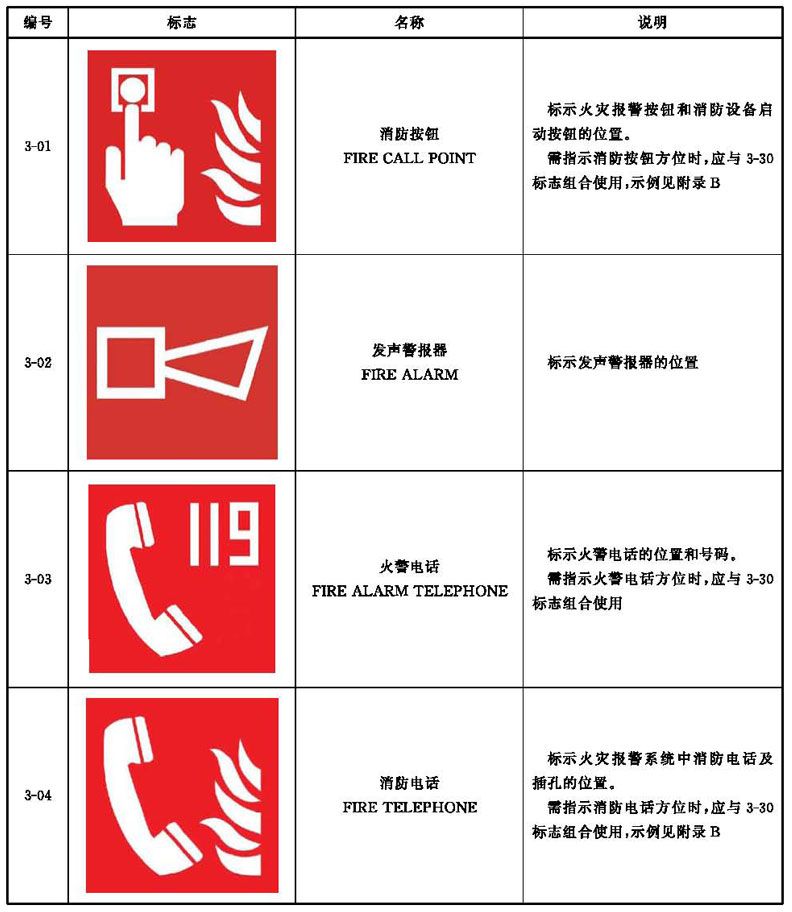 编号 标志 名称 说明
3-01
消防按钮
FIRE CALL POINT
标示火灾报警按钮和消防设备启
动按钮的位置。
需指示消防按钮方位时,应与 3-30
标志组合使用,示例见附录 B
3-02
发声警报器
FIRE ALARM
标示发声警报器的位置
3-03
119
火警电话
FIRE ALARM TELEPHONE
标示火警电话的位置和号码。
需指示火警电话方位时,应与 3-30
标志组合使用
3-04
消防电话
FIRE TELEPHONE
标示火灾报警系统中消防电话及
插孔的位置。
需指示消防电话方位时,应与 3-30
标志组合使用,示例见附录 B